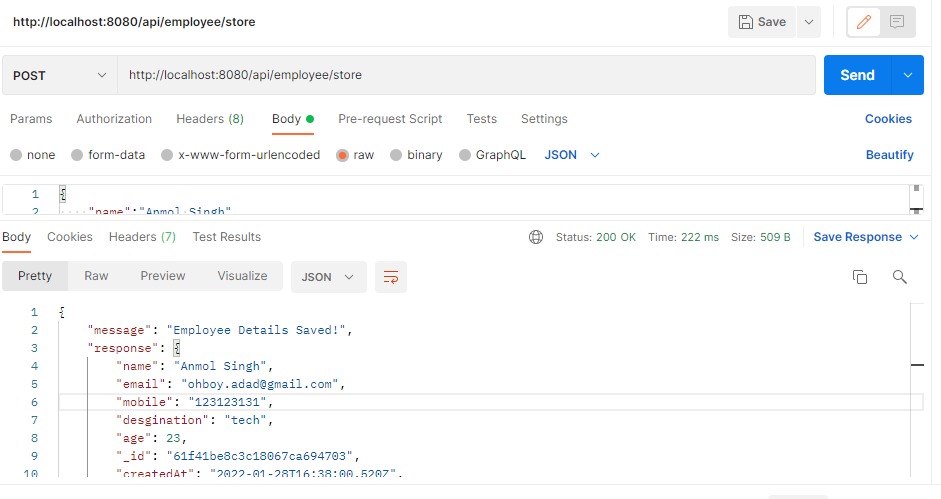 http://localhost:8080/api/employee/store Save
POST http://localhost:8080/api/employee/store Send
Params Authorization Headers (8) Body Pre-request Script Tests Settings Cookies
none form-data x-www-form-urlencoded raw binary GraphQL JSON Beautify
1 {
2 ····"name":"Anmol·Singh"
Body Cookies Headers (7) Test Results Status: 200 OK Time: 222 ms Size: 509 B Save Response
Pretty Raw Preview Visualize JSON
1 {
2 "message": "Employee Details Saved!",
3 "response": {
4 "name": "Anmol Singh",
5 "email": "ohboy.adad@gmail.com",
6 "mobile": "123123131",
7 "desgination": "tech",
8 "age": 23,
9 "_id": "61f41be8c3c18067ca694703",
10 "createdAt": "2022-01-28T16:38:00.520Z",